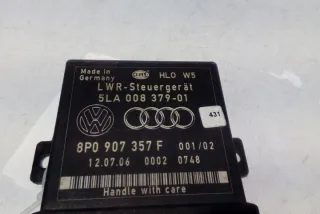 Made in
Germany
Hella
HLO W5
LWR-Steuergerät
5LA 008 379-01
431
8P0 907 357 F
001/02
12.07.06 0002 0748
Handle with care